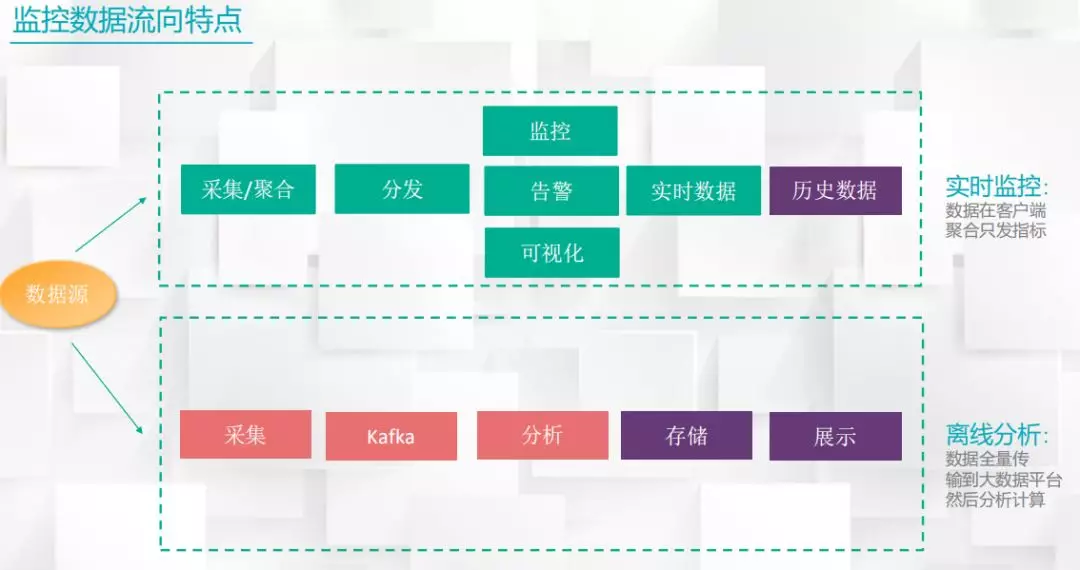 监控数据流向特点
监控
采集/聚合
分发
告警
实时数据
历史数据
可视化
实时监控:
数据在客户端
聚合只发指标
数据源
采集
Kafka
分析
存储
展示
离线分析:
数据全量传
输到大数据平台
然后分析计算